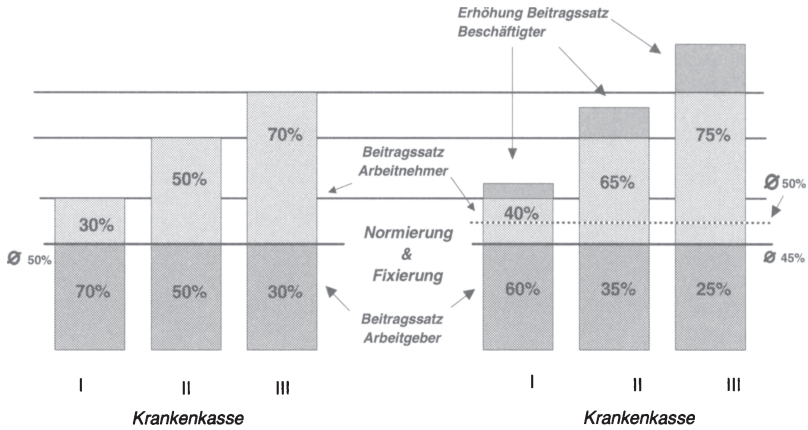 Erhöhung Beitragssatz
Beschäftigter
70%
75%
Beitragssatz
Arbeitnehmer
50%
65%
Ø 50%
30%
40%
Normierung
&
Fixierung
Ø 50%
Ø 45%
70%
50%
30%
60%
35%
25%
Beitragssatz
Arbeitgeber
I
II
III
I
II
III
Krankenkasse
Krankenkasse